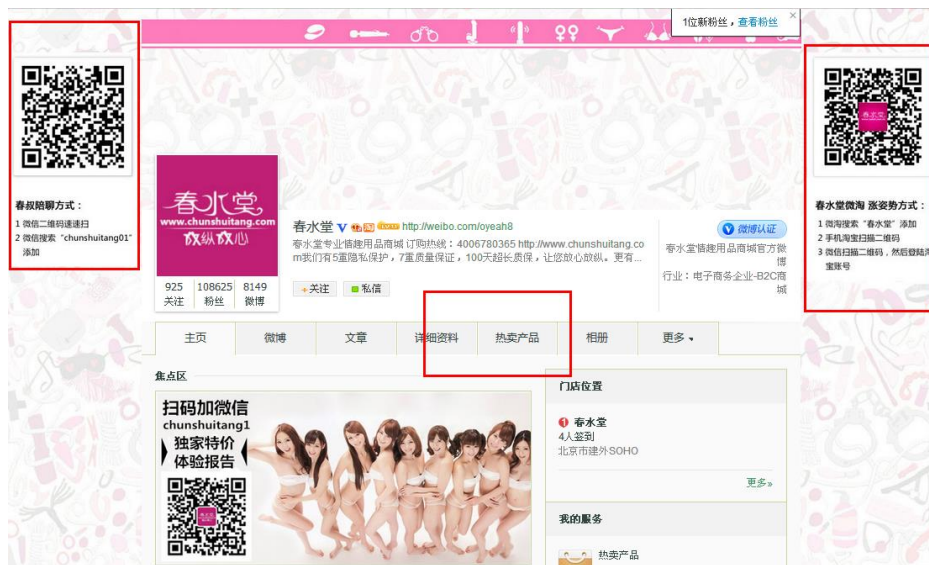 1位新粉丝，查看粉丝
春叔陪聊方式：
1 微信二维码速速扫
2 微信搜索 "chunshuitang01"
添加
春水堂
www.chunshuitang.com
放纵放心
925 108625 8149
关注 粉丝 微博
春水堂 V http://weibo.com/oyeah8
春水堂专业情趣用品商城 订购热线：4006780365 http://www.chunshuitang.co
m我们有5重隐私保护，7重质量保证，100天超长质保，让您放心放纵。更有...
+关注 私信
V 微博认证
春水堂情趣用品商城官方微
博
行业：电子商务企业-B2C商
城
春水堂
春水堂微淘 涨姿势方式：
1 微淘搜索 "春水堂" 添加
2 手机淘宝扫描二维码
3 微信扫描二维码，然后登陆淘
宝账号
主页 微博 文章 详细资料 热卖产品 相册 更多
焦点区
扫码加微信
chunshuitang1
独家特价
体验报告
春水堂
门店位置
1 春水堂
4人签到
北京市建外SOHO
更多»
我的服务
热卖产品